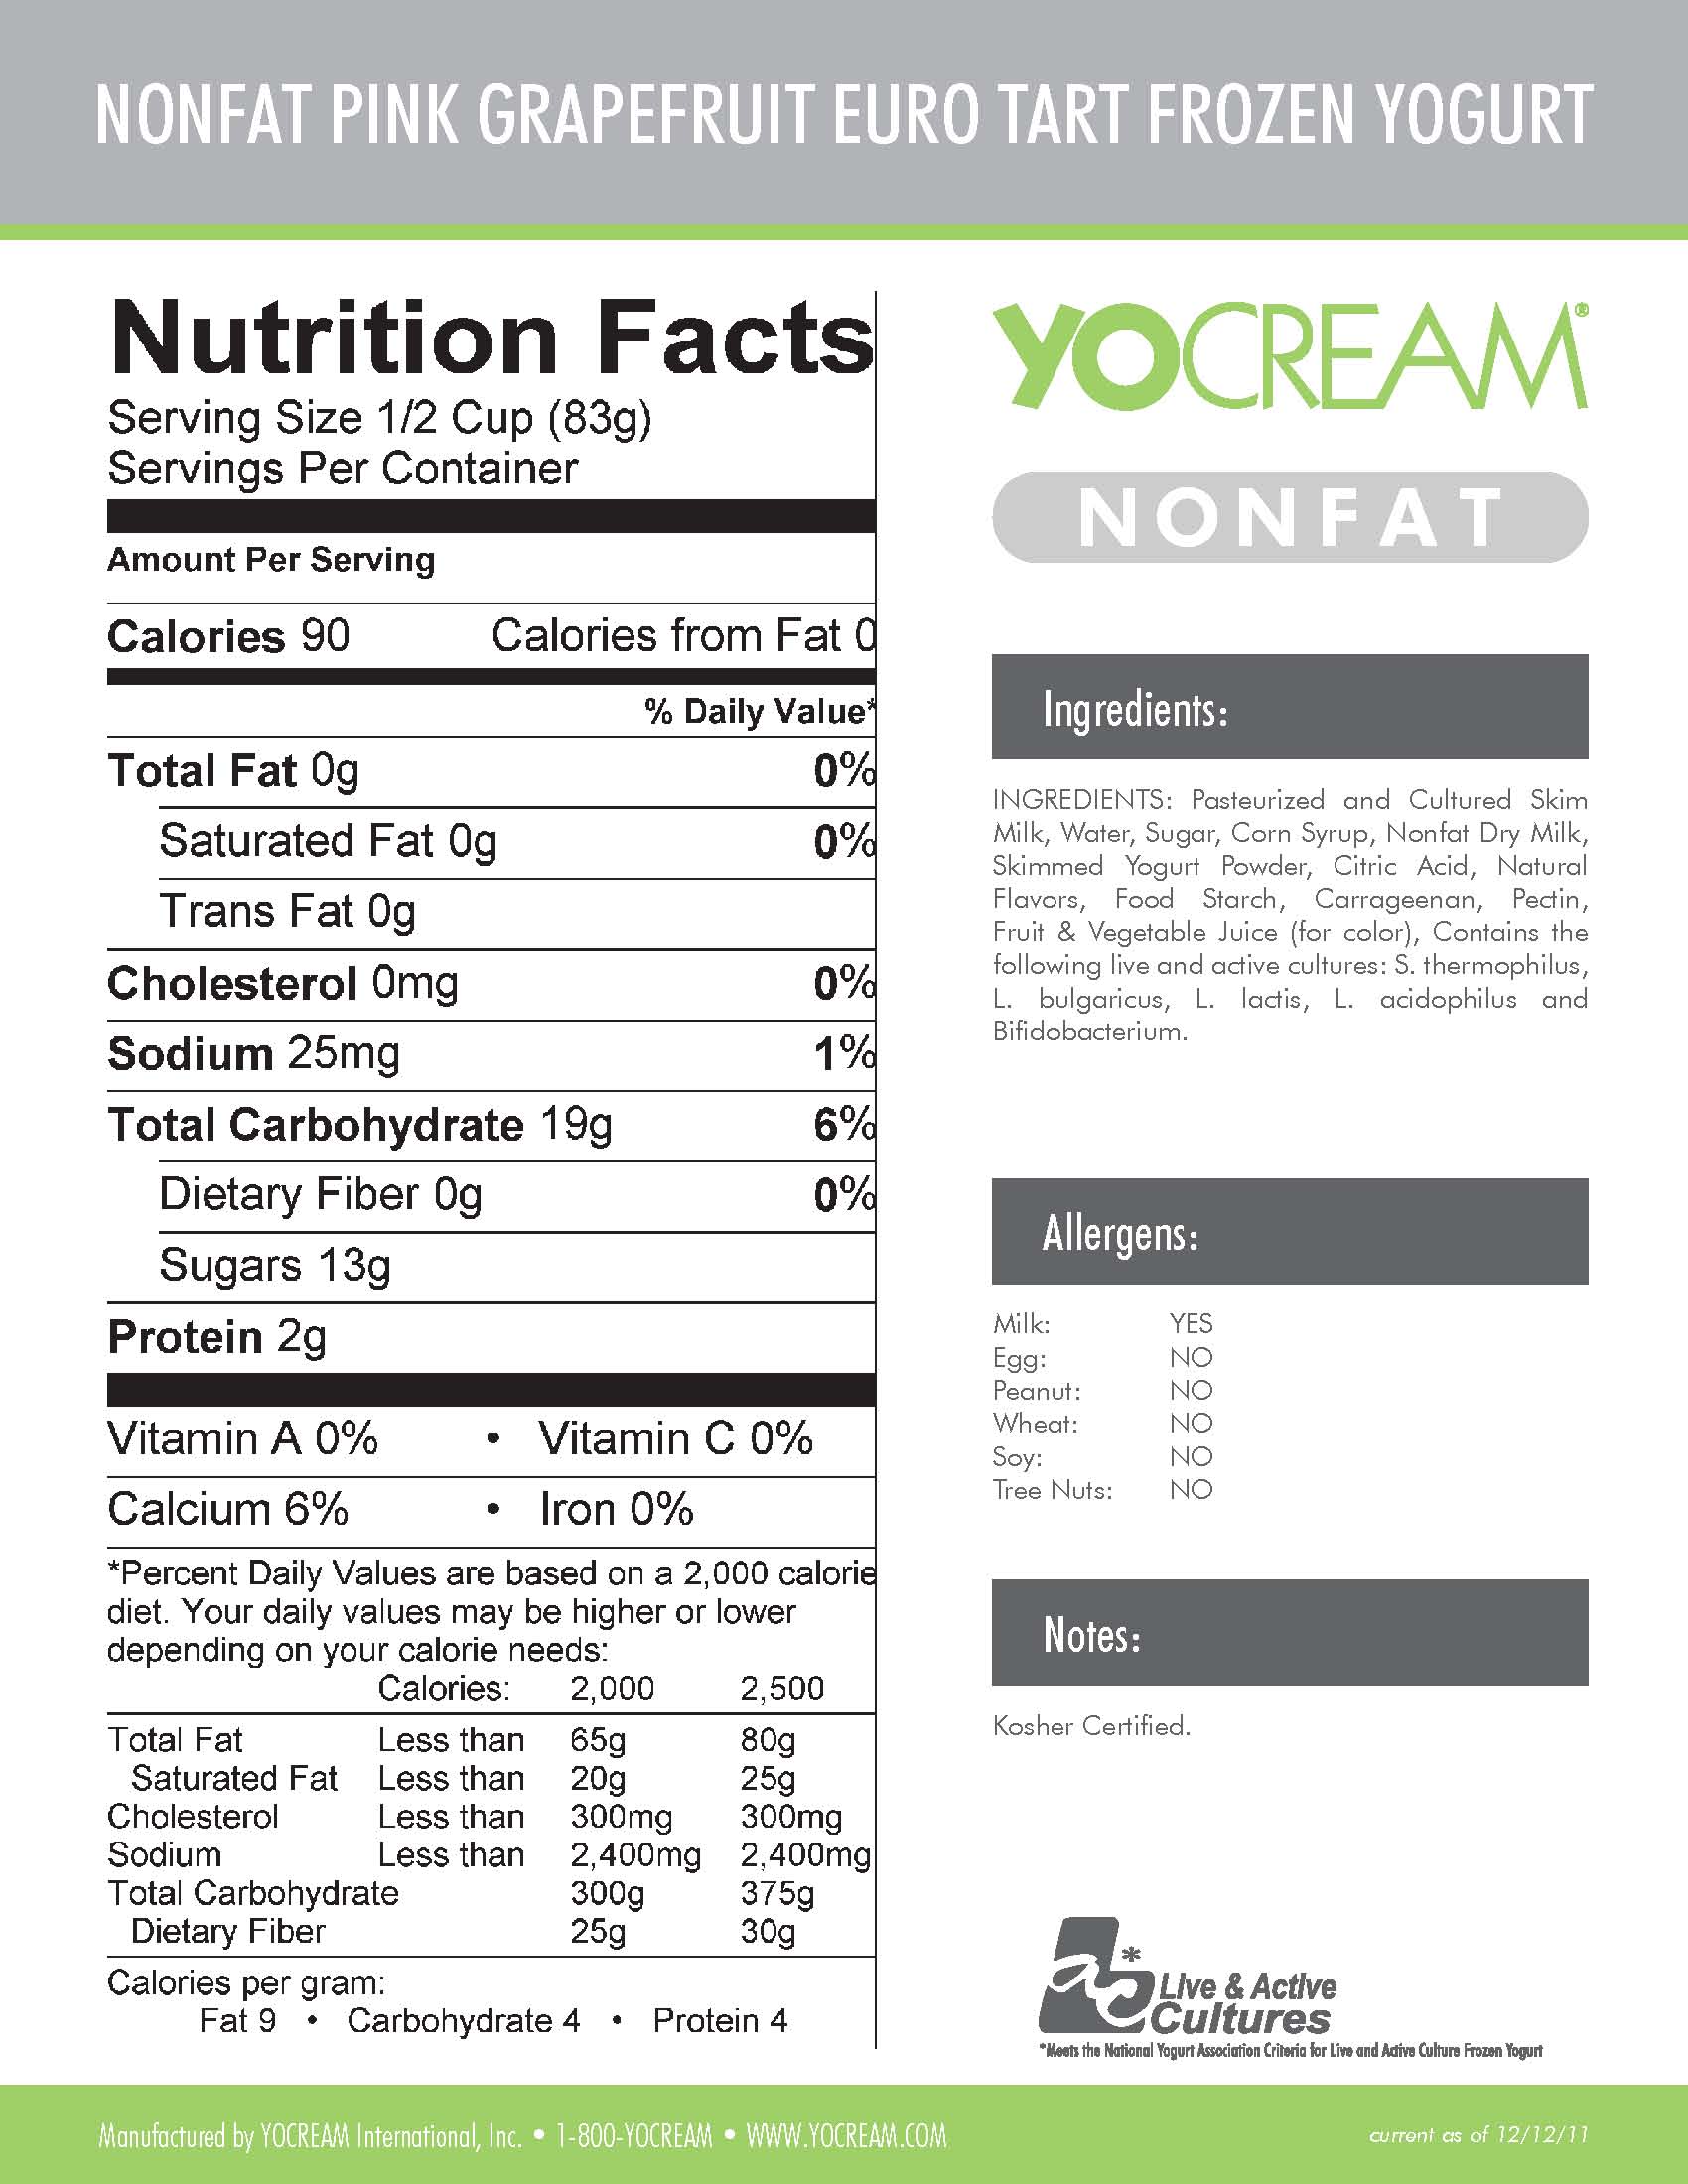 NONFAT PINK GRAPEFRUIT EURO TART FROZEN YOGURT
Nutrition Facts
Serving Size 1/2 Cup (83g)
Servings Per Container
Amount Per Serving
Calories 90 Calories from Fat 0
% Daily Value*
Total Fat 0g 0%
Saturated Fat 0g 0%
Trans Fat 0g
Cholesterol 0mg 0%
Sodium 25mg 1%
Total Carbohydrate 19g 6%
Dietary Fiber 0g 0%
Sugars 13g
Protein 2g
Vitamin A 0% • Vitamin C 0%
Calcium 6% • Iron 0%
*Percent Daily Values are based on a 2,000 calorie
diet. Your daily values may be higher or lower
depending on your calorie needs:
Calories: 2,000 2,500
Total Fat Less than 65g 80g
Saturated Fat Less than 20g 25g
Cholesterol Less than 300mg 300mg
Sodium Less than 2,400mg 2,400mg
Total Carbohydrate 300g 375g
Dietary Fiber 25g 30g
Calories per gram:
Fat 9 • Carbohydrate 4 • Protein 4
YOCREAM®
NONFAT
Ingredients:
INGREDIENTS: Pasteurized and Cultured Skim
Milk, Water, Sugar, Corn Syrup, Nonfat Dry Milk,
Skimmed Yogurt Powder, Citric Acid, Natural
Flavors, Food Starch, Carrageenan, Pectin,
Fruit & Vegetable Juice (for color), Contains the
following live and active cultures: S. thermophilus,
L. bulgaricus, L. lactis, L. acidophilus and
Bifidobacterium.
Allergens:
Milk: YES
Egg: NO
Peanut: NO
Wheat: NO
Soy: NO
Tree Nuts: NO
Notes:
Kosher Certified.
ac*
Live & Active
Cultures
*Meets the National Yogurt Association Criteria for Live and Active Culture Frozen Yogurt
Manufactured by YOCREAM International, Inc. • 1-800-YOCREAM • WWW.YOCREAM.COM
current as of 12/12/11